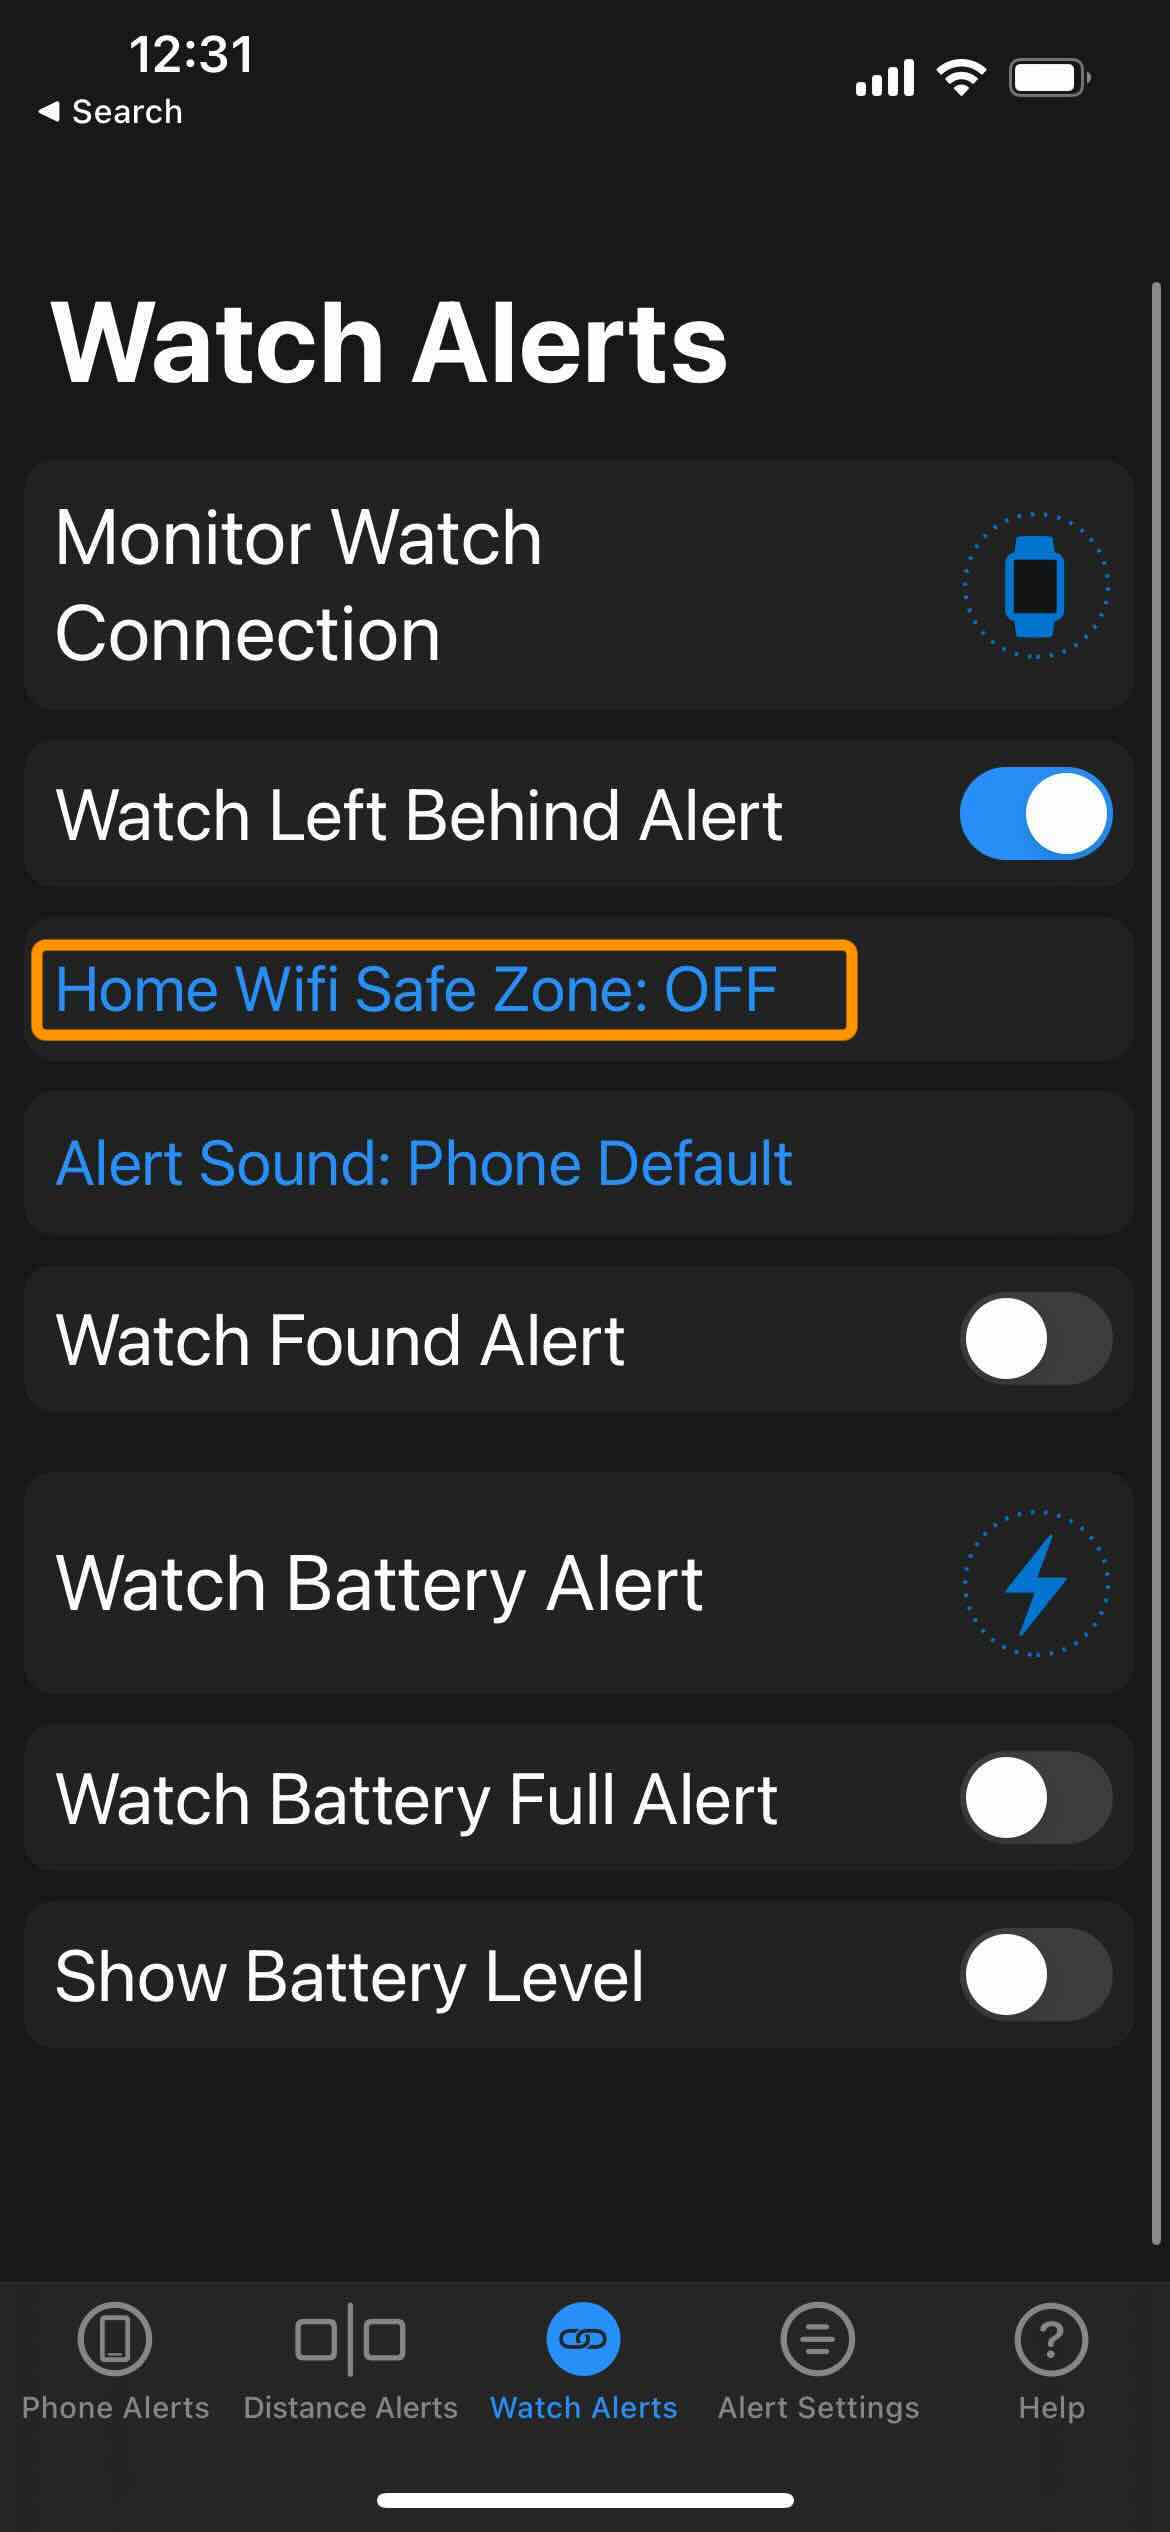 12:31
◀ Search
Watch Alerts
Monitor Watch
Connection
Watch Left Behind Alert
Home Wifi Safe Zone: OFF
Alert Sound: Phone Default
Watch Found Alert
Watch Battery Alert
Watch Battery Full Alert
Show Battery Level
Phone Alerts Distance Alerts Watch Alerts Alert Settings Help